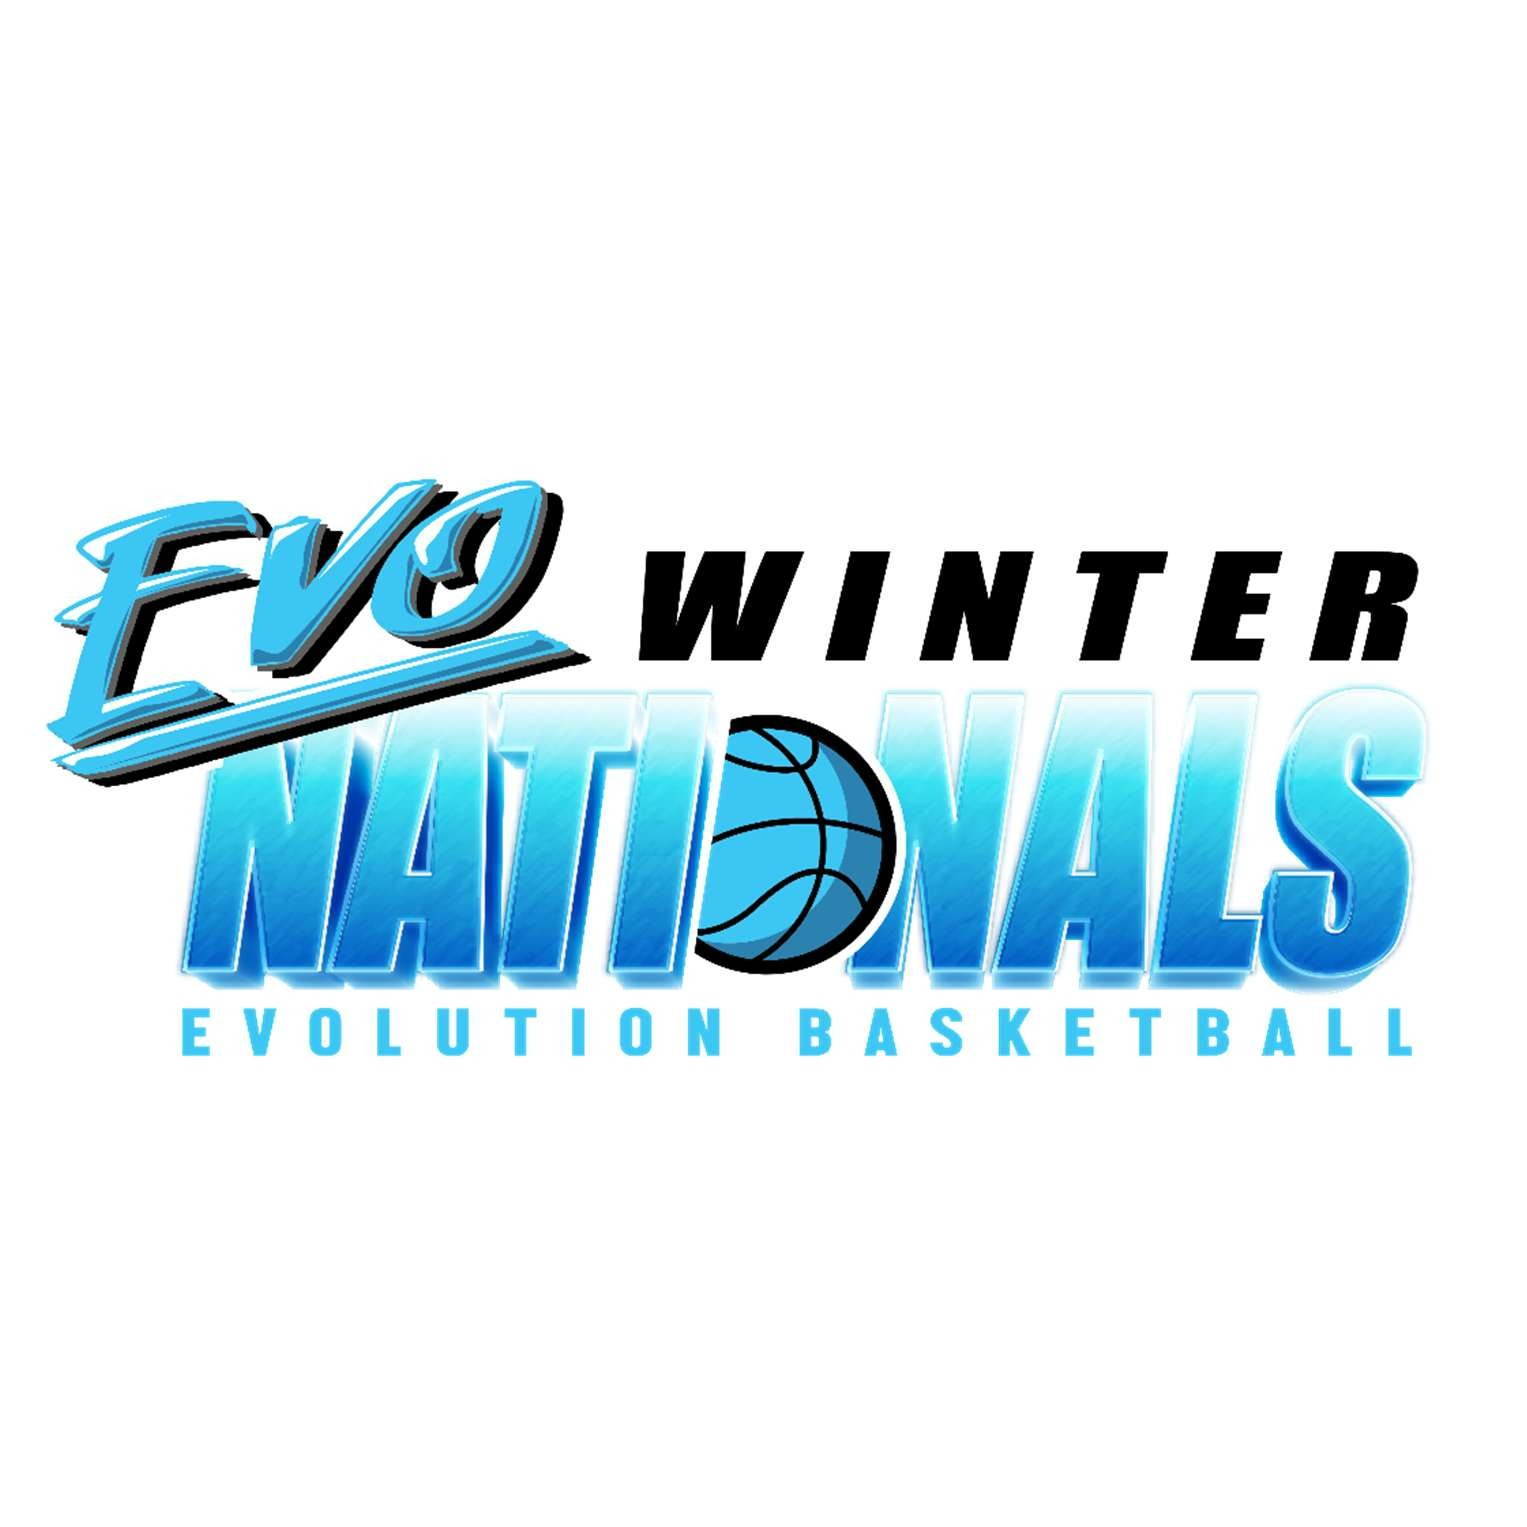 Evo
WINTER
NATIONALS
EVOLUTION BASKETBALL